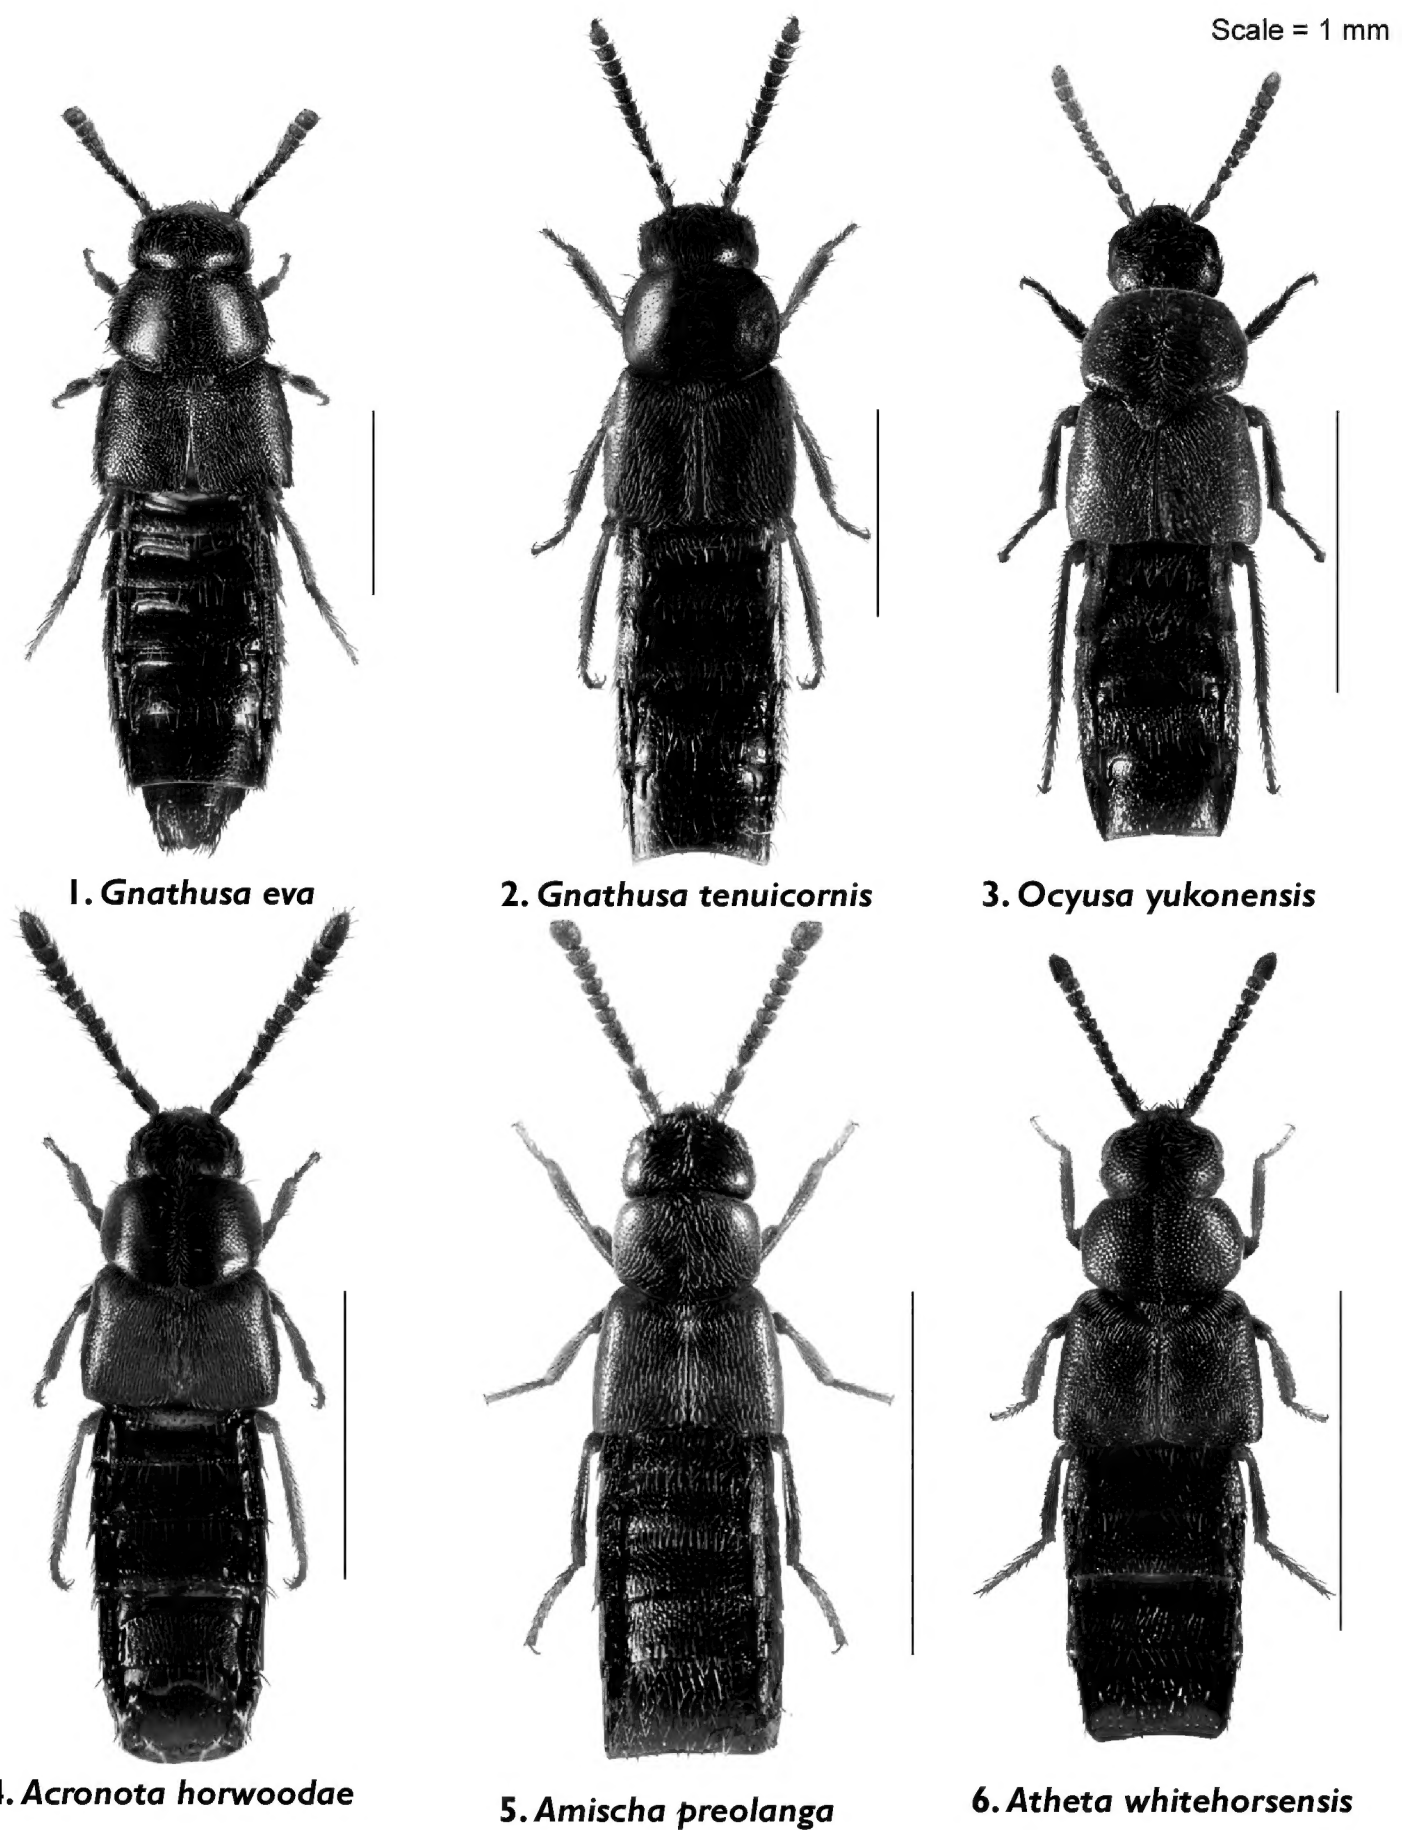 Scale = 1 mm
1. Gnathusa eva
2. Gnathusa tenuicornis
3. Ocyusa yukonensis
4. Acronota horwoodae
5. Amischa preolanga
6. Atheta whitehorsensis